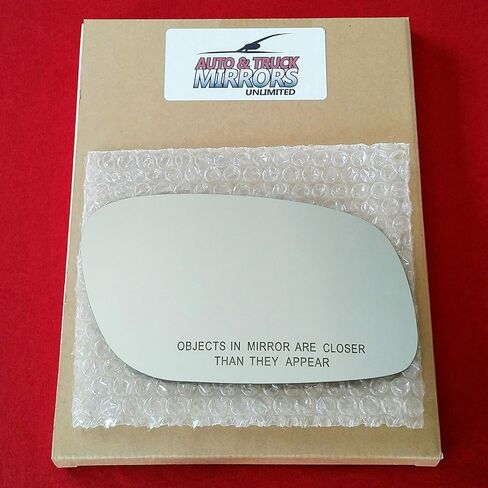 AUTO & TRUCK
MIRRORS
UNLIMITED
OBJECTS IN MIRROR ARE CLOSER
THAN THEY APPEAR